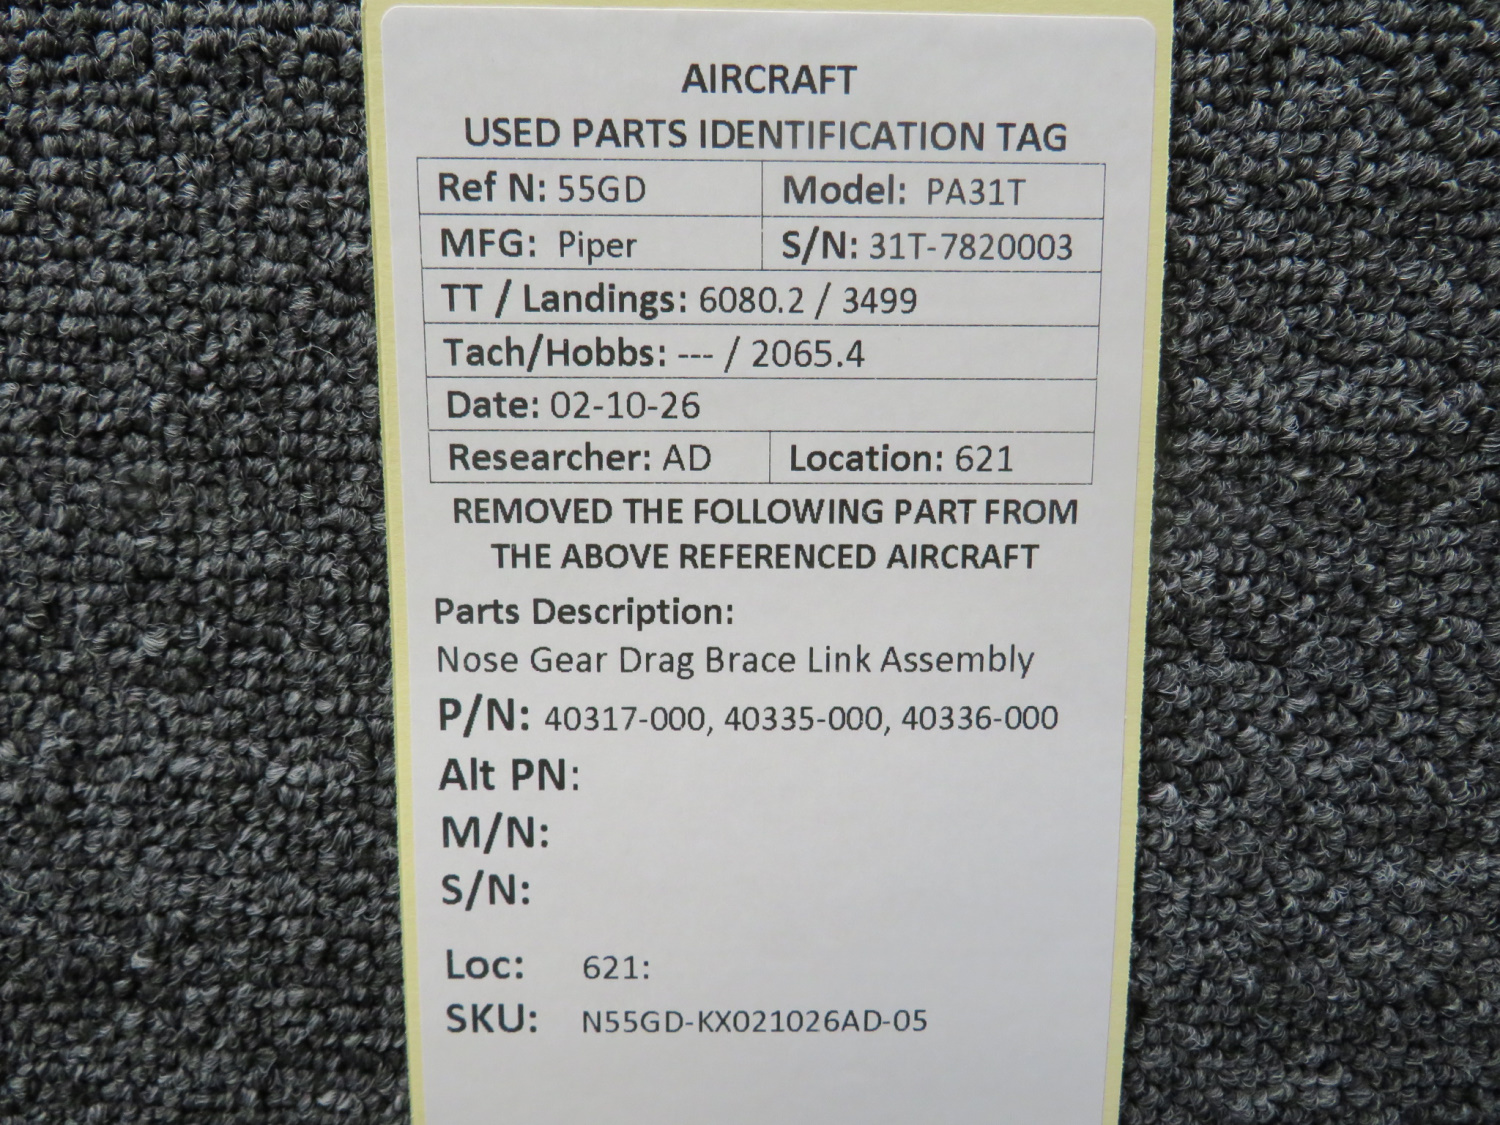 AIRCRAFT
USED PARTS IDENTIFICATION TAG
Ref N: 55GD Model: PA31T
MFG: Piper S/N: 31T-7820003
TT / Landings: 6080.2 / 3499
Tach/Hobbs: --- / 2065.4
Date: 02-10-26
Researcher: AD Location: 621
REMOVED THE FOLLOWING PART FROM
THE ABOVE REFERENCED AIRCRAFT
Parts Description:
Nose Gear Drag Brace Link Assembly
P/N: 40317-000, 40335-000, 40336-000
Alt PN:
M/N:
S/N:
Loc: 621:
SKU: N55GD-KX021026AD-05